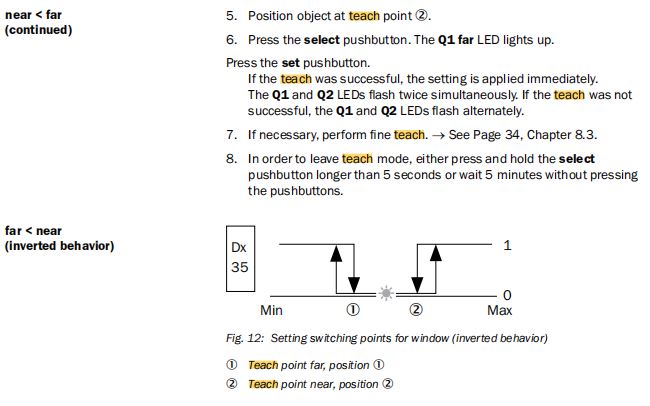 near < far
(continued)
5. Position object at teach point ②.
6. Press the select pushbutton. The Q1 far LED lights up.
Press the set pushbutton.
If the teach was successful, the setting is applied immediately.
The Q1 and Q2 LEDs flash twice simultaneously. If the teach was not
successful, the Q1 and Q2 LEDs flash alternately.
7. If necessary, perform fine teach. → See Page 34, Chapter 8.3.
8. In order to leave teach mode, either press and hold the select
pushbutton longer than 5 seconds or wait 5 minutes without pressing
the pushbuttons.
far < near
(inverted behavior)
Dx
35
1
0
Min ① ② Max
Fig. 12: Setting switching points for window (inverted behavior)
① Teach point far, position ①
② Teach point near, position ②